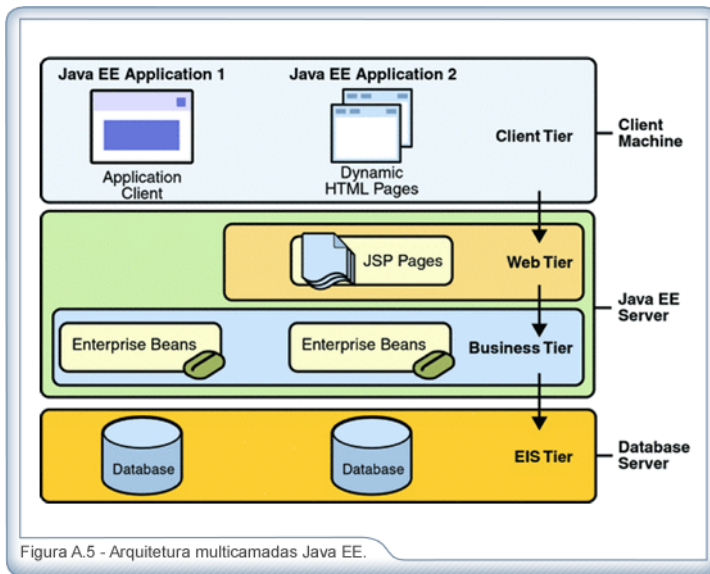 Java EE Application 1
Java EE Application 2
Application
Client
Dynamic
HTML Pages
Client Tier
Client
Machine
JSP Pages
Web Tier
Java EE
Server
Enterprise Beans
Enterprise Beans
Business Tier
Database
Database
EIS Tier
Database
Server
Figura A.5 - Arquitetura multicamadas Java EE.